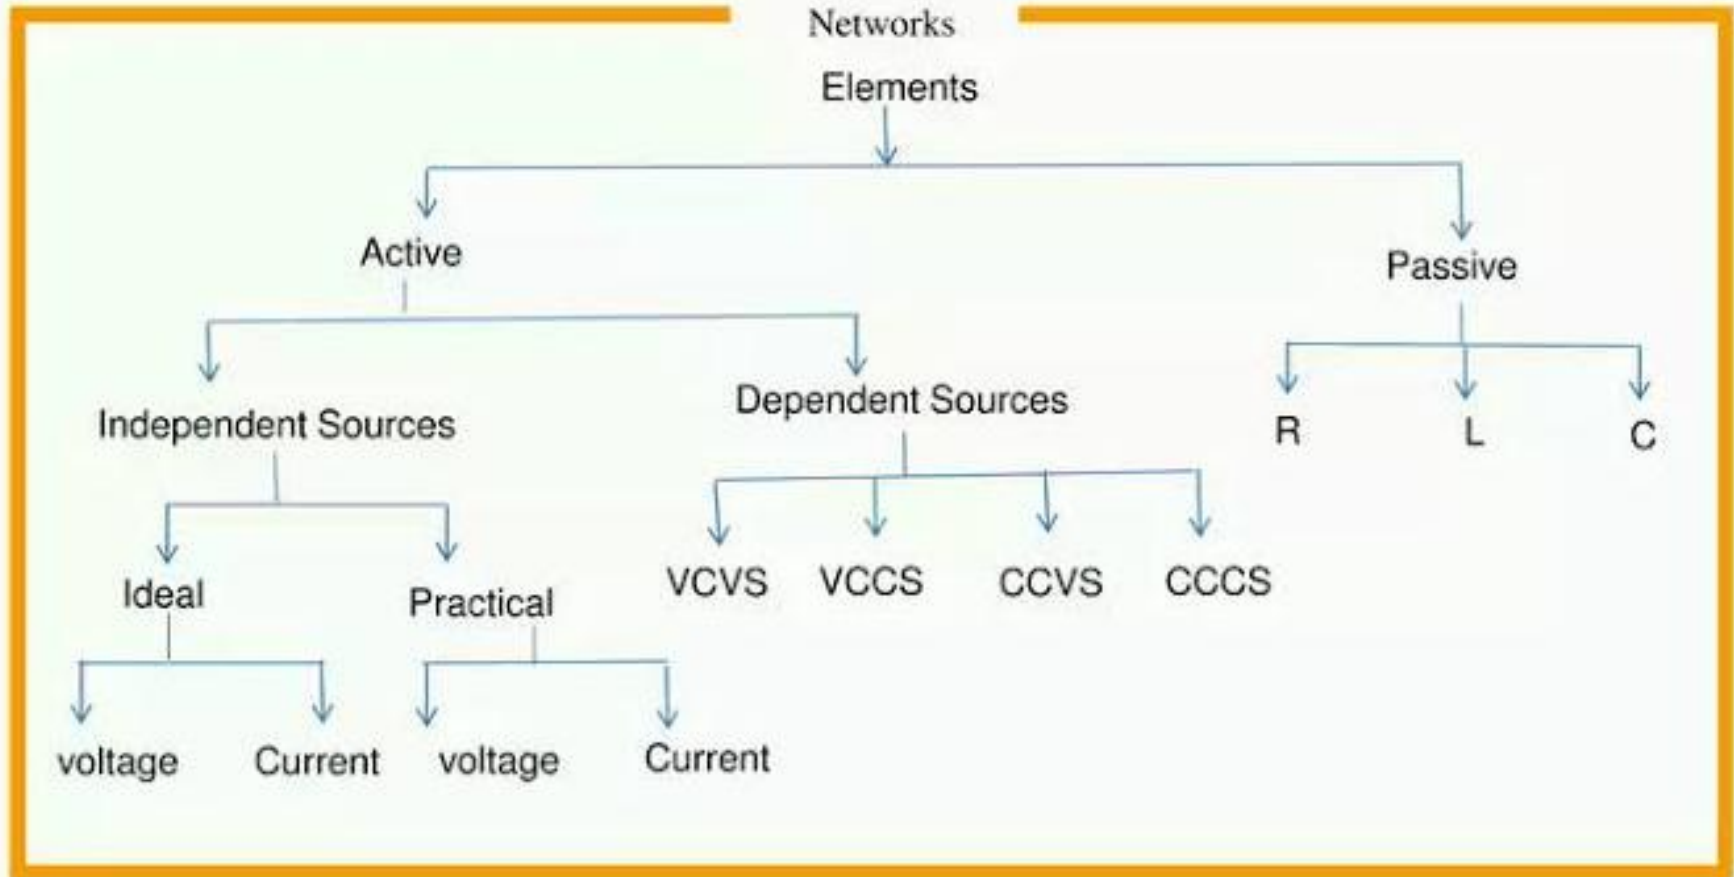 Networks
Elements
Active
Passive
Independent Sources
Dependent Sources
R
L
C
Ideal
Practical
VCVS
VCCS
CCVS
CCCS
voltage
Current
voltage
Current